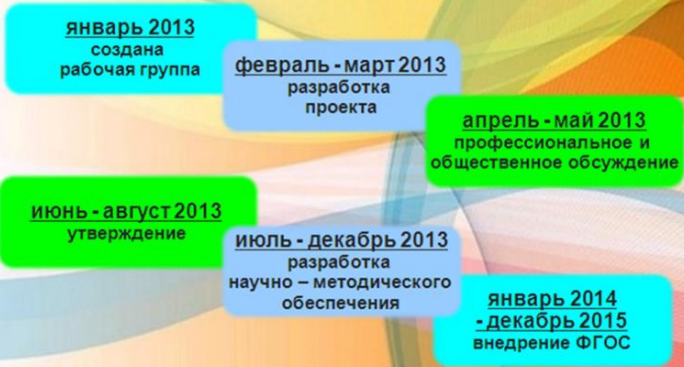 январь 2013
создана
рабочая группа
февраль - март 2013
разработка
проекта
апрель - май 2013
профессиональное и
общественное обсуждение
июнь - август 2013
утверждение
июль - декабрь 2013
разработка
научно – методического
обеспечения
январь 2014
- декабрь 2015
внедрение ФГОС